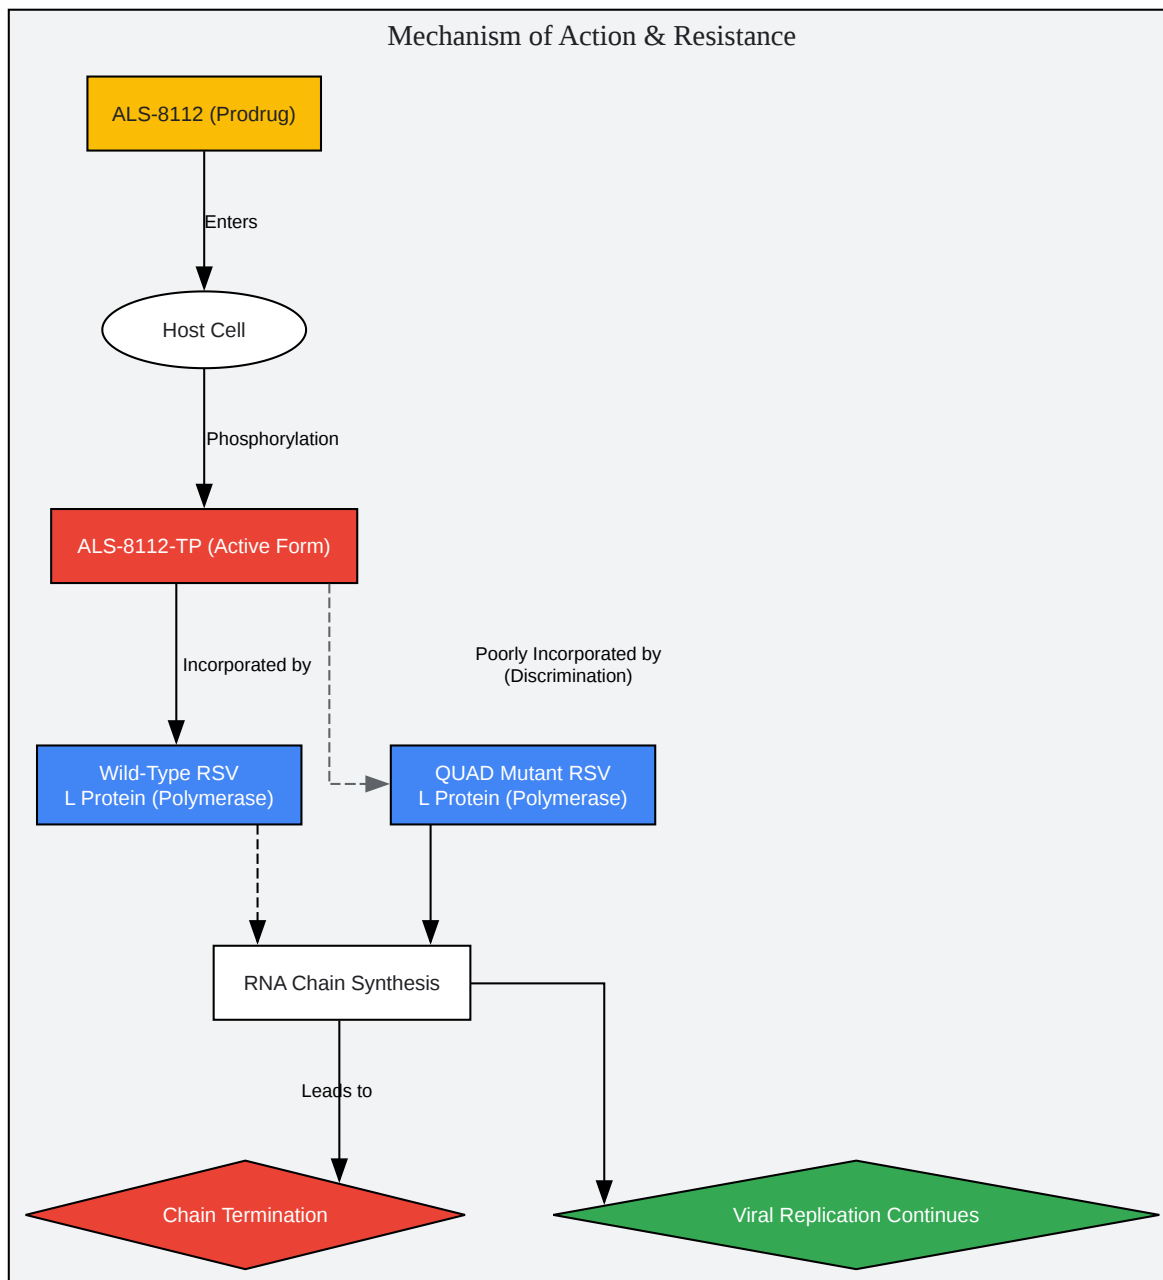 Mechanism of Action & Resistance
ALS-8112 (Prodrug)
Enters
Host Cell
Phosphorylation
ALS-8112-TP (Active Form)
Incorporated by
Poorly Incorporated by
(Discrimination)
Wild-Type RSV
L Protein (Polymerase)
QUAD Mutant RSV
L Protein (Polymerase)
RNA Chain Synthesis
Leads to
Chain Termination
Viral Replication Continues